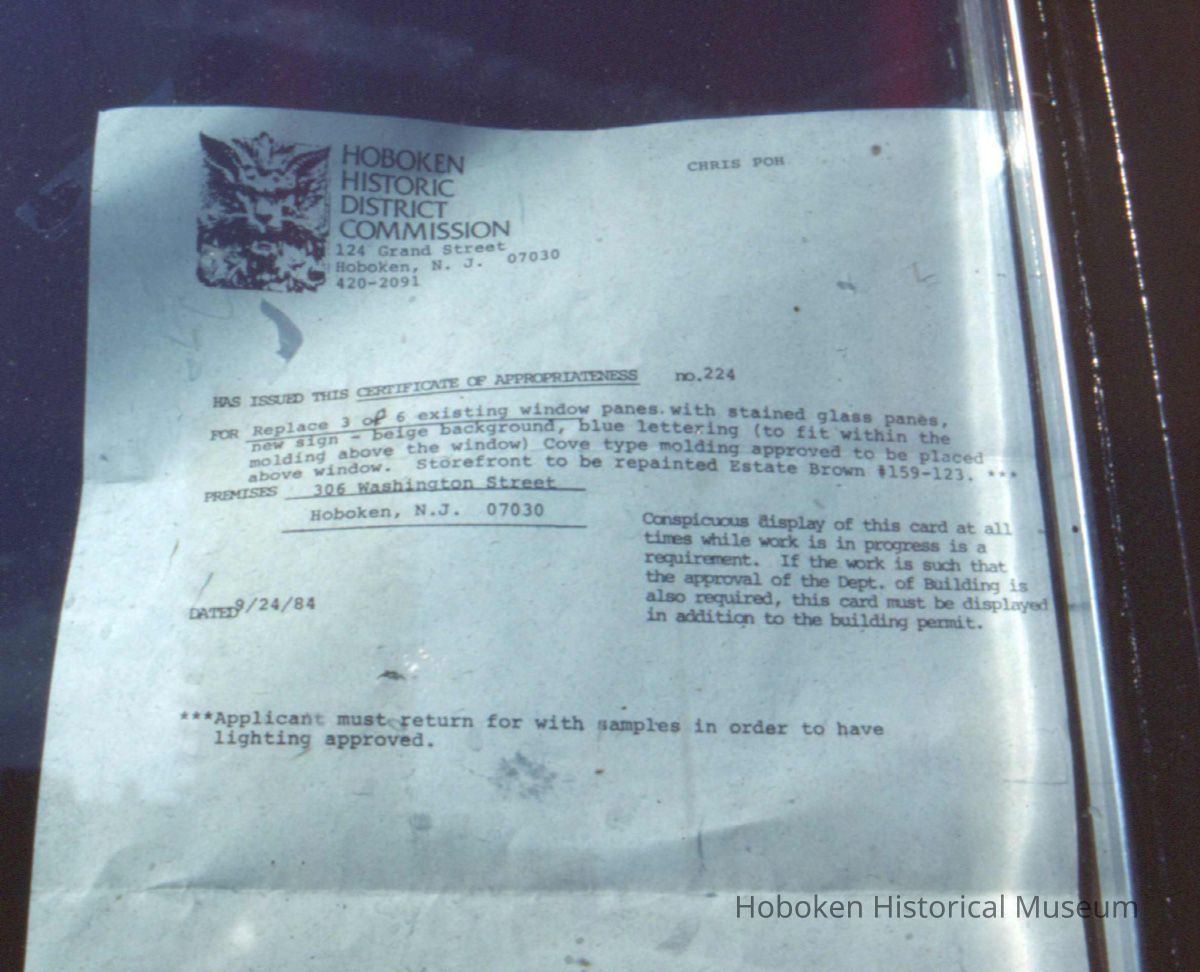 HOBOKEN
HISTORIC
DISTRICT
COMMISSION
124 Grand Street
Hoboken, N. J. 07030
420-2091
CHRIS POH
HAS ISSUED THIS CERTIFICATE OF APPROPRIATENESS no.224
FOR Replace 3 of 6 existing window panes with stained glass panes,
new sign - beige background, blue lettering (to fit within the
molding above the window) Cove type molding approved to be placed
above window. Storefront to be repainted Estate Brown #159-123. ***
PREMISES 306 Washington Street
Hoboken, N.J. 07030
Conspicuous display of this card at all
times while work is in progress is a
requirement. If the work is such that
the approval of the Dept. of Building is
also required, this card must be displayed
in addition to the building permit.
DATED 9/24/84
***Applicant must return for with samples in order to have
lighting approved.
Hoboken Historical Museum